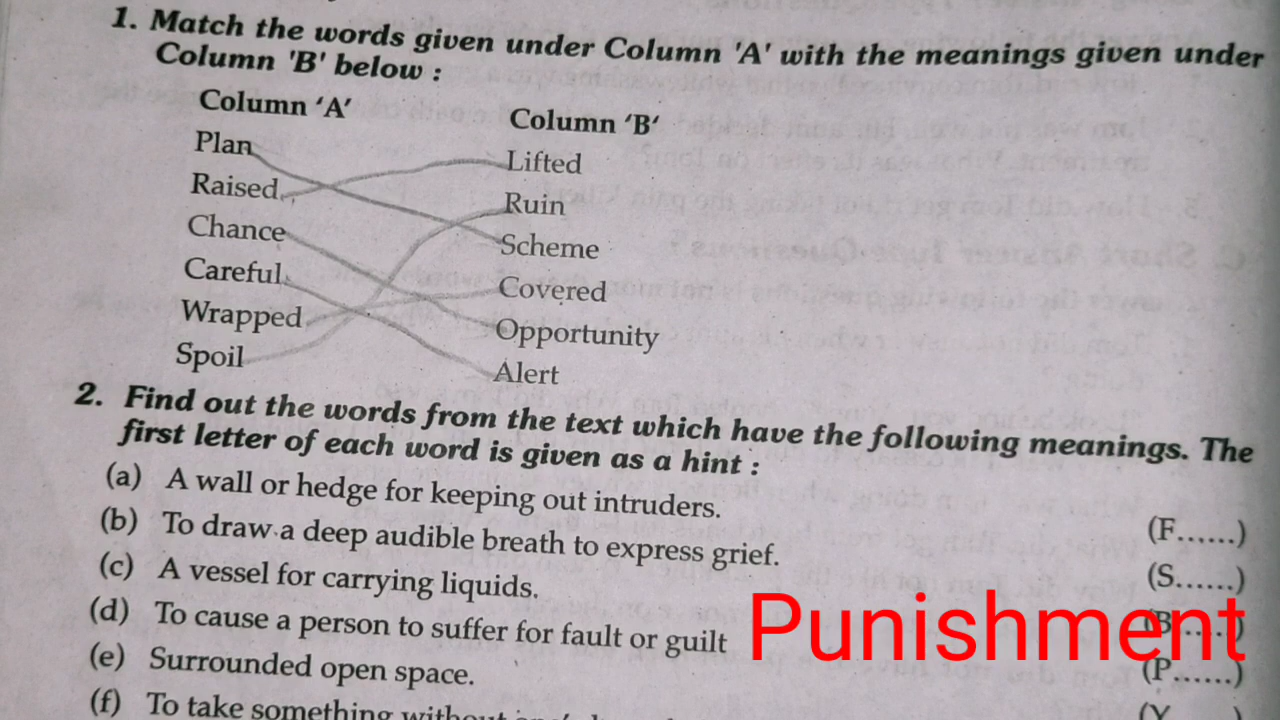 1. Match the words given under Column 'A' with the meanings given under
Column 'B' below :
Column 'A' Column 'B'
Plan Lifted
Raised Ruin
Chance Scheme
Careful Covered
Wrapped Opportunity
Spoil Alert
2. Find out the words from the text which have the following meanings. The
first letter of each word is given as a hint :
(a) A wall or hedge for keeping out intruders. (F......)
(b) To draw a deep audible breath to express grief. (S......)
(c) A vessel for carrying liquids. (B......)
(d) To cause a person to suffer for fault or guilt Punishment (P......)
(e) Surrounded open space. (Y
(f) To take something without